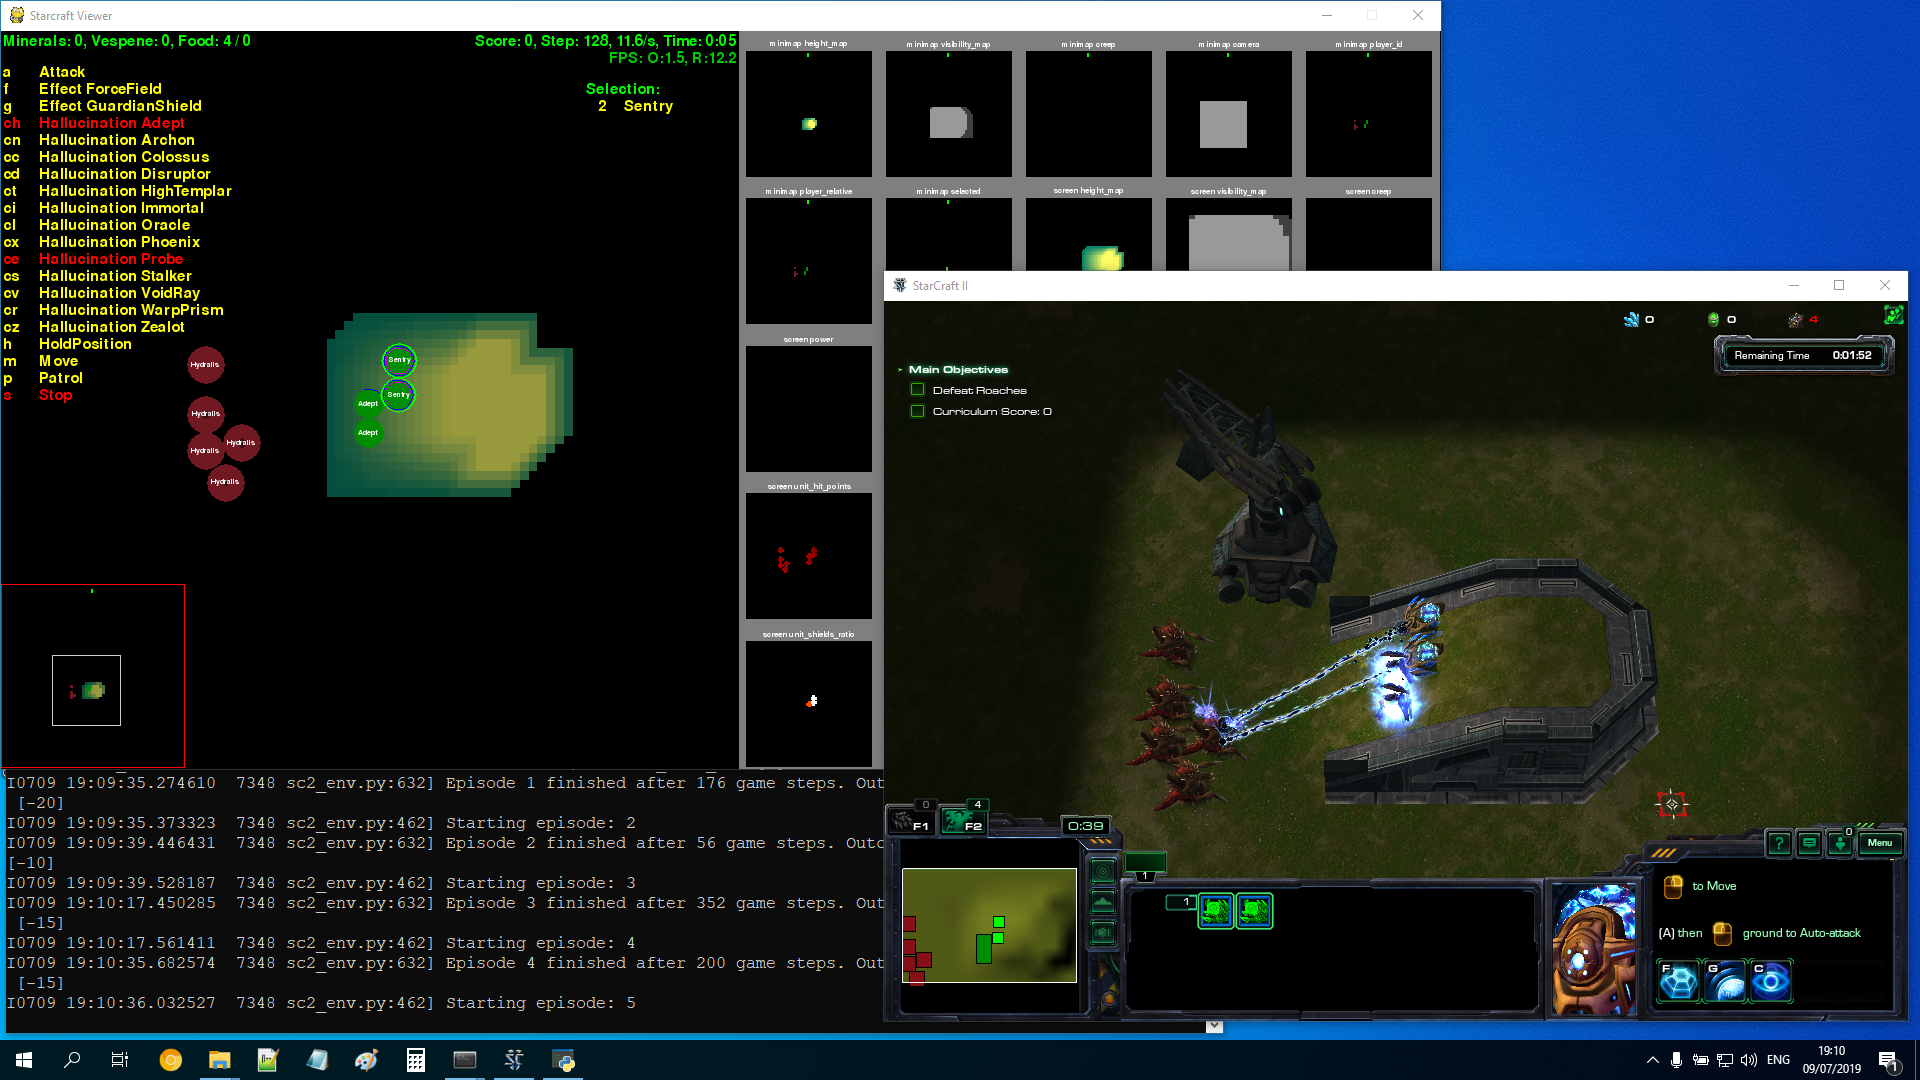 Starcraft Viewer
Minerals: 0, Vespene: 0, Food: 4 / 0
Score: 0, Step: 128, 11.6/s, Time: 0:05
FPS: O:1.5, R:12.2
a Attack
f Effect ForceField
g Effect GuardianShield
ch Hallucination Adept
cn Hallucination Archon
cc Hallucination Colossus
cd Hallucination Disruptor
ct Hallucination HighTemplar
ci Hallucination Immortal
cl Hallucination Oracle
cx Hallucination Phoenix
ce Hallucination Probe
cs Hallucination Stalker
cv Hallucination VoidRay
cr Hallucination WarpPrism
cz Hallucination Zealot
h HoldPosition
m Move
p Patrol
s Stop
Selection:
2 Sentry
Hydralis
Hydralis
Hydralis
Hydralis
Hydralis
Sentry
Sentry
Adept
Adept
minimap height_map
minimap visibility_map
minimap creep
minimap camera
minimap player_id
minimap player_relative
minimap selected
screen height_map
screen visibility_map
screen creep
screen power
screen unit_hit_points
screen unit_shields_ratio
StarCraft II
0
0
4
Remaining Time 0:01:52
Main Objectives
Defeat Roaches
Curriculum Score: 0
0
4
F1
F2
0:39
1
1
0
Menu
to Move
(A) then ground to Auto-attack
F
G
C
I0709 19:09:35.274610 7348 sc2_env.py:632] Episode 1 finished after 176 game steps. Out
[-20]
I0709 19:09:35.373323 7348 sc2_env.py:462] Starting episode: 2
I0709 19:09:39.446431 7348 sc2_env.py:632] Episode 2 finished after 56 game steps. Outc
[-10]
I0709 19:09:39.528187 7348 sc2_env.py:462] Starting episode: 3
I0709 19:10:17.450285 7348 sc2_env.py:632] Episode 3 finished after 352 game steps. Out
[-15]
I0709 19:10:17.561411 7348 sc2_env.py:462] Starting episode: 4
I0709 19:10:35.682574 7348 sc2_env.py:632] Episode 4 finished after 200 game steps. Out
[-15]
I0709 19:10:36.032527 7348 sc2_env.py:462] Starting episode: 5
ENG
19:10
09/07/2019
1